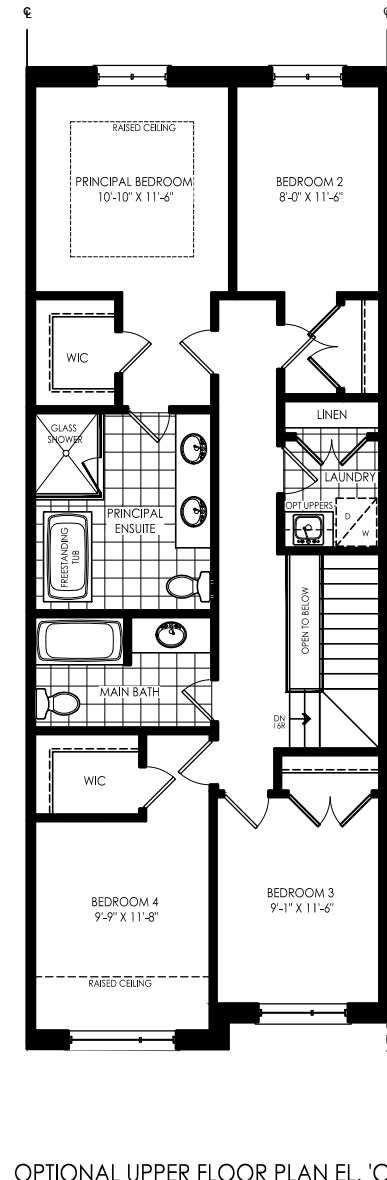 RAISED CEILING
PRINCIPAL BEDROOM
10'-10" X 11'-6"
BEDROOM 2
8'-0" X 11'-6"
WIC
LINEN
GLASS
SHOWER
LAUNDRY
OPT UPPERS
D
W
PRINCIPAL
ENSUITE
FREESTANDING
TUB
OPEN TO BELOW
MAIN BATH
DN
16R
WIC
BEDROOM 3
9'-1" X 11'-6"
BEDROOM 4
9'-9" X 11'-8"
RAISED CEILING
OPTIONAL UPPER FLOOR PLAN EL. 'C